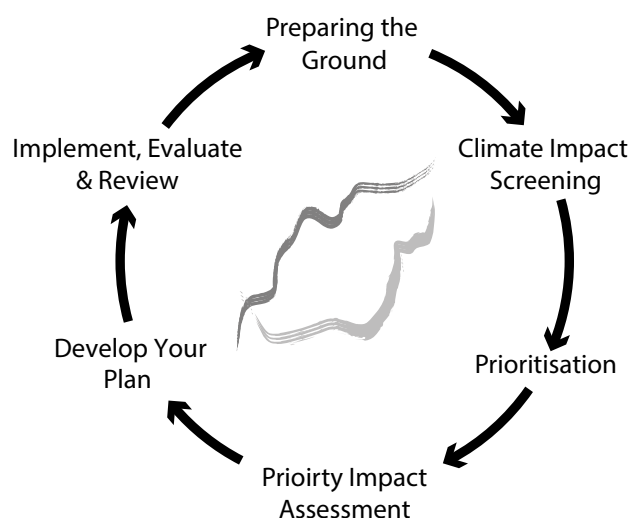 Preparing the
Ground
Climate Impact
Screening
Prioritisation
Prioirty Impact
Assessment
Develop Your
Plan
Implement, Evaluate
& Review